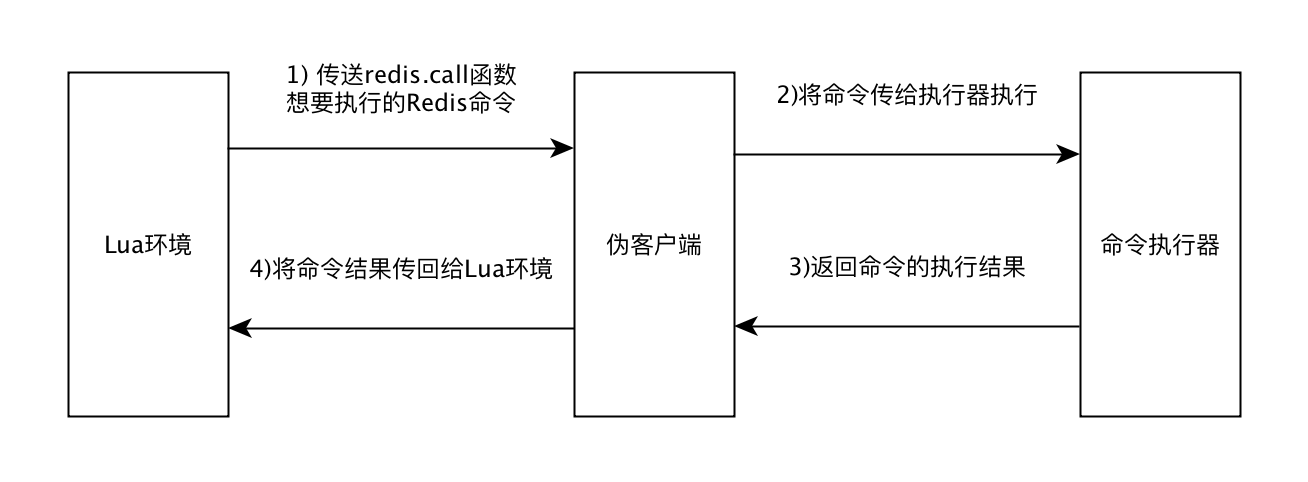 1) 传送redis.call函数
想要执行的Redis命令
2)将命令传给执行器执行
Lua环境
伪客户端
命令执行器
4)将命令结果传回给Lua环境
3)返回命令的执行结果